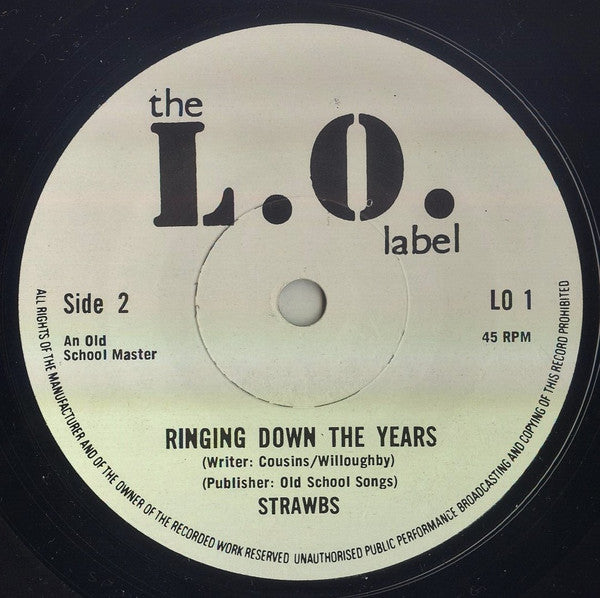 the
L.O.
label
Side 2
LO 1
An Old
School Master
45 RPM
RINGING DOWN THE YEARS
(Writer: Cousins/Willoughby)
(Publisher: Old School Songs)
STRAWBS
ALL RIGHTS OF THE MANUFACTURER AND OF THE OWNER OF THE RECORDED WORK RESERVED UNAUTHORISED PUBLIC PERFORMANCE BROADCASTING AND COPYING OF THIS RECORD PROHIBITED